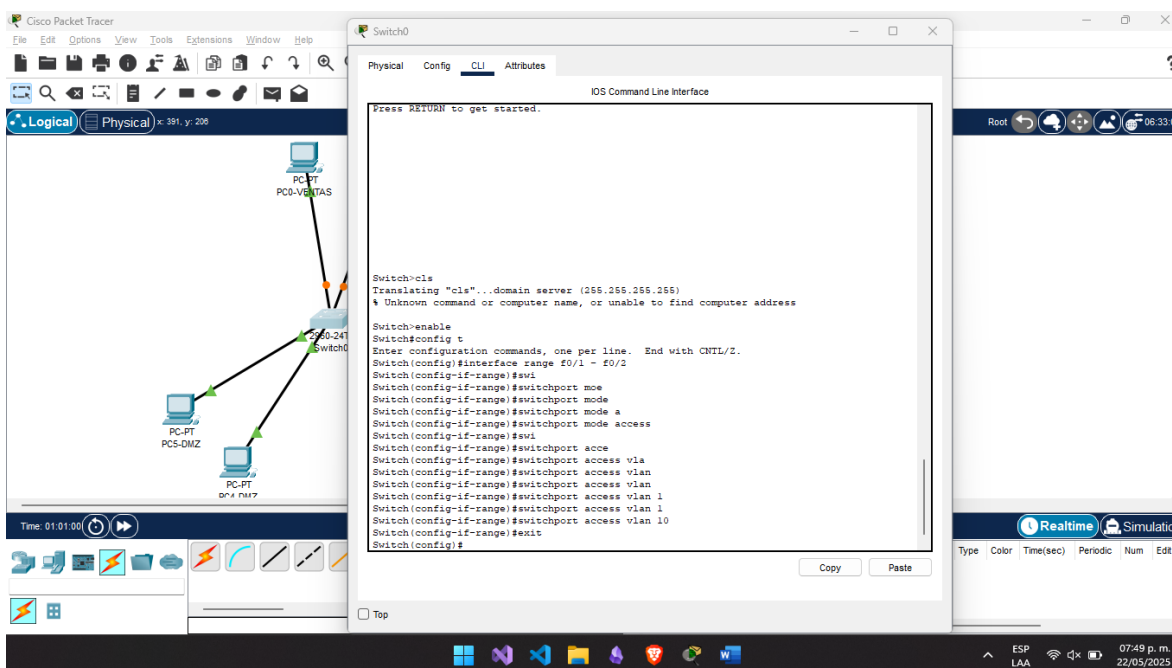 Cisco Packet Tracer
File Edit Options View Tools Extensions Window Help
Logical Physical x: 391, y: 206
Root 06:33:
PC-PT
PC0-VENTAS
2960-24T
Switch0
PC-PT
PC5-DMZ
PC-PT
PC4-DMZ
Switch0
Physical Config CLI Attributes
IOS Command Line Interface
Press RETURN to get started.
Switch>cls
Translating "cls"...domain server (255.255.255.255)
% Unknown command or computer name, or unable to find computer address
Switch>enable
Switch#config t
Enter configuration commands, one per line. End with CNTL/Z.
Switch(config)#interface range f0/1 - f0/2
Switch(config-if-range)#swi
Switch(config-if-range)#switchport moe
Switch(config-if-range)#switchport mode
Switch(config-if-range)#switchport mode a
Switch(config-if-range)#switchport mode access
Switch(config-if-range)#swi
Switch(config-if-range)#switchport acce
Switch(config-if-range)#switchport access vla
Switch(config-if-range)#switchport access vlan
Switch(config-if-range)#switchport access vlan
Switch(config-if-range)#switchport access vlan 1
Switch(config-if-range)#switchport access vlan 1
Switch(config-if-range)#switchport access vlan 10
Switch(config-if-range)#exit
Switch(config)#
Copy Paste
Top
Time: 01:01:00
Realtime Simulatio
Type Color Time(sec) Periodic Num Edit
ESP
LAA
07:49 p. m.
22/05/2025